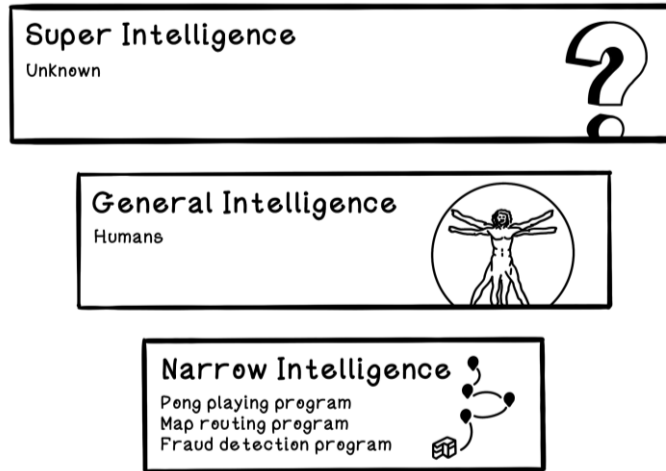 Super Intelligence
Unknown
General Intelligence
Humans
Narrow Intelligence
Pong playing program
Map routing program
Fraud detection program